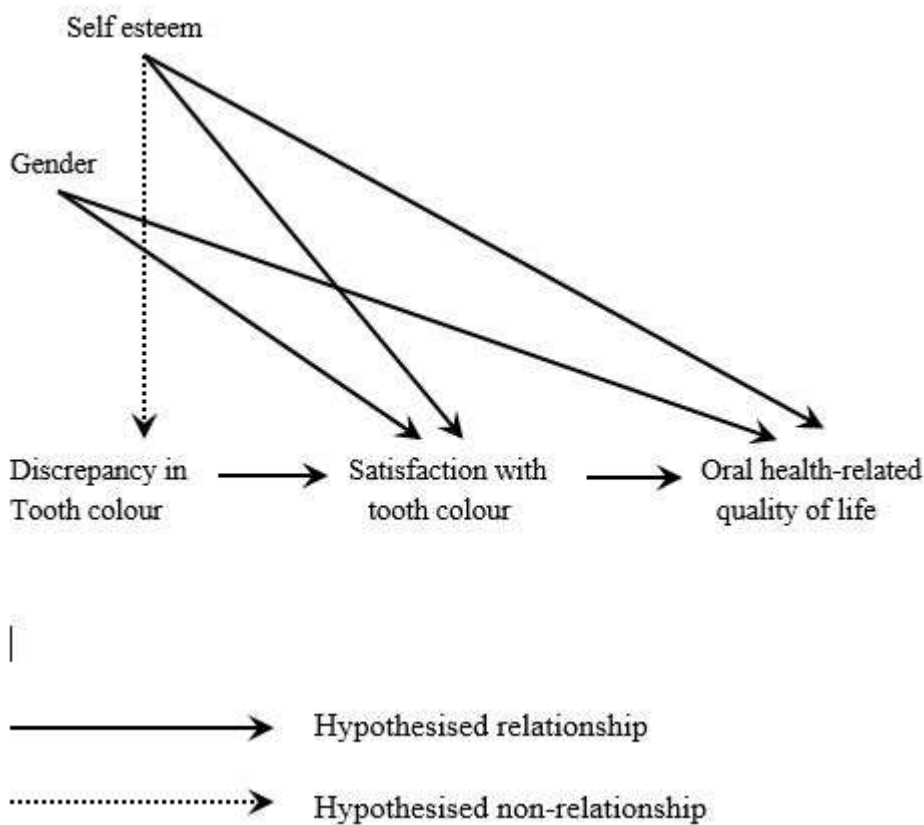 Self esteem
Gender
Discrepancy in
Tooth colour
Satisfaction with
tooth colour
Oral health-related
quality of life
Hypothesised relationship
Hypothesised non-relationship